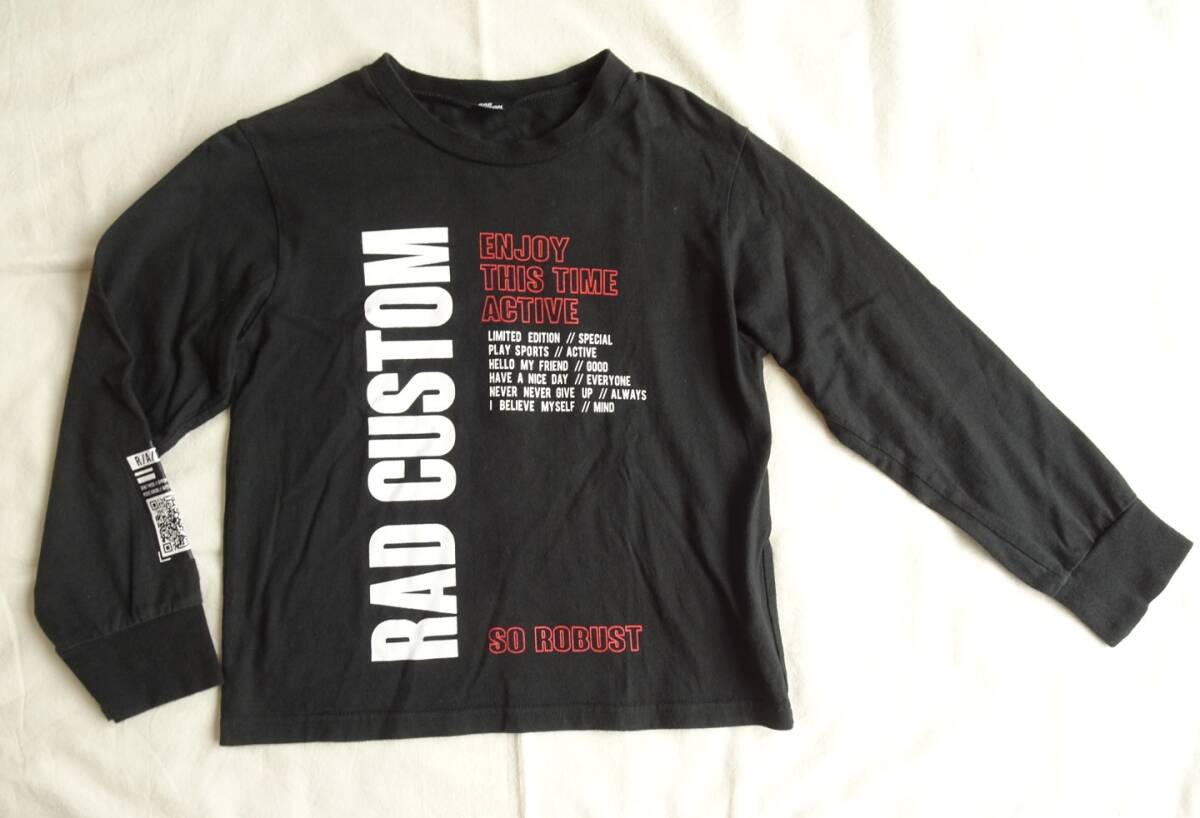 RAD CUSTOM
ENJOY
THIS TIME
ACTIVE
LIMITED EDITION // SPECIAL
PLAY SPORTS // ACTIVE
HELLO MY FRIEND // GOOD
HAVE A NICE DAY // EVERYONE
NEVER NEVER GIVE UP // ALWAYS
I BELIEVE MYSELF // MIND
SO ROBUST
R/A/